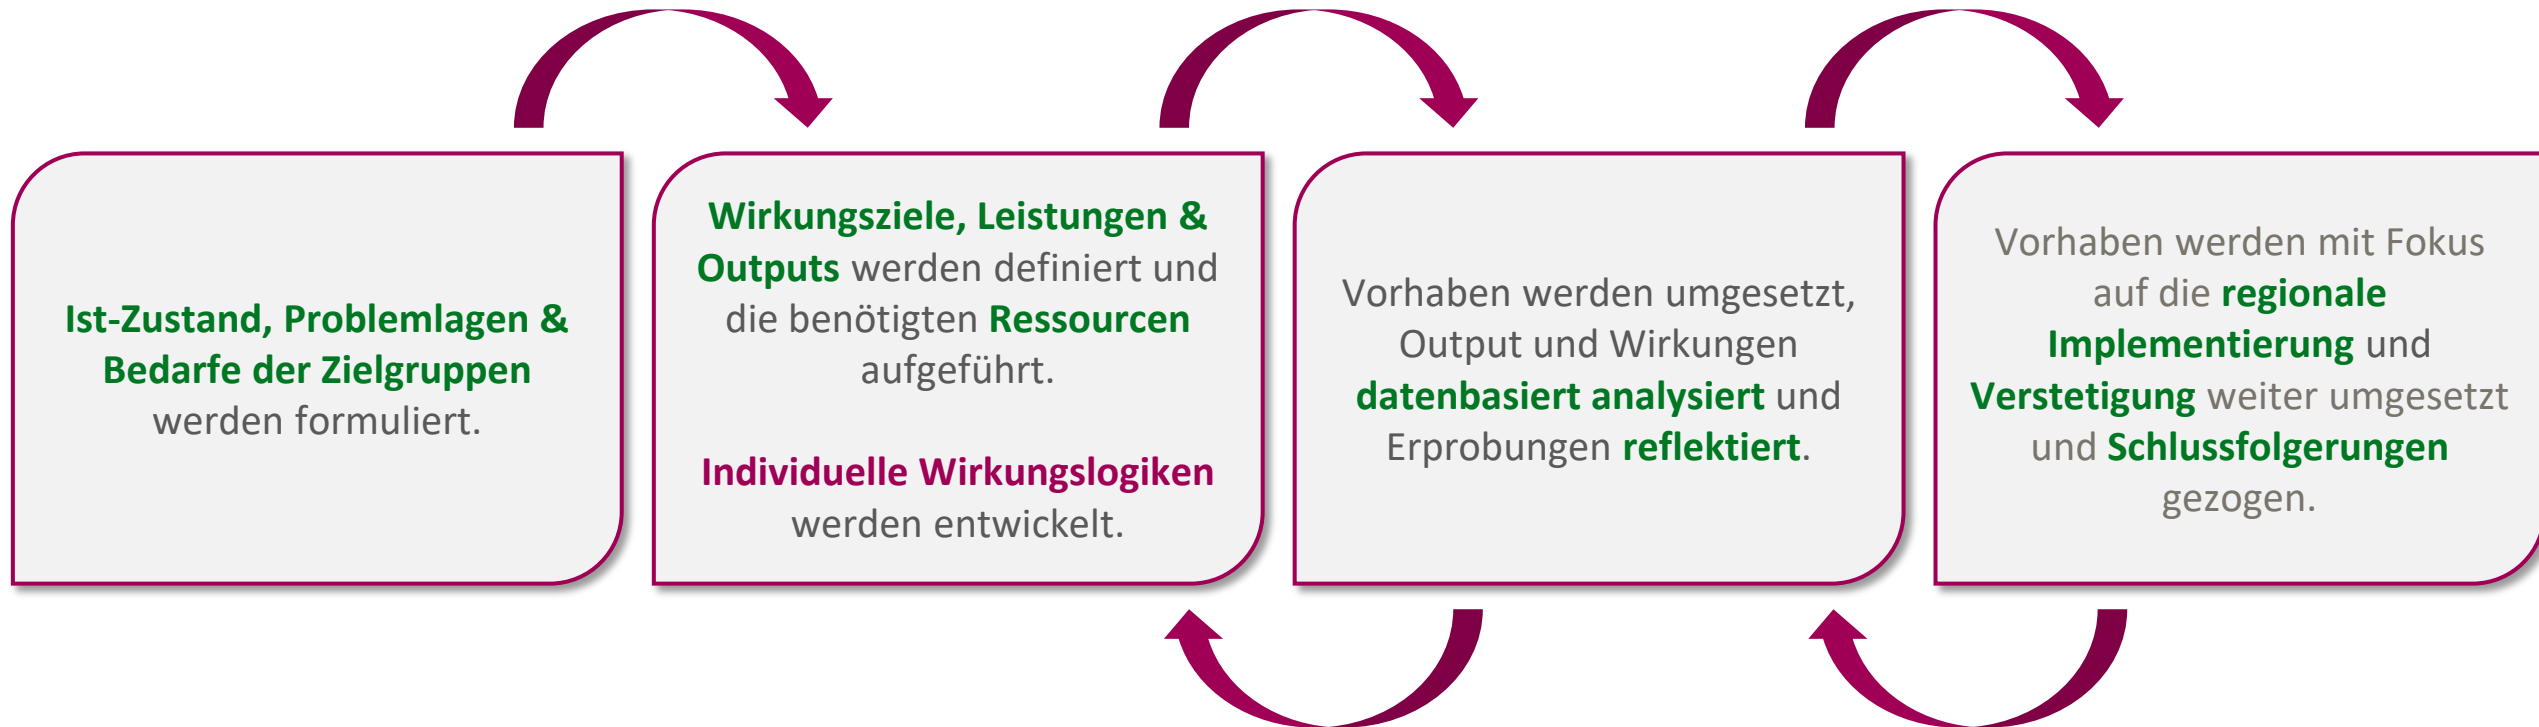 Ist-Zustand, Problemlagen &
Bedarfe der Zielgruppen
werden formuliert.
Wirkungsziele, Leistungen &
Outputs werden definiert und
die benötigten Ressourcen
aufgeführt.
Individuelle Wirkungslogiken
werden entwickelt.
Vorhaben werden umgesetzt,
Output und Wirkungen
datenbasiert analysiert und
Erprobungen reflektiert.
Vorhaben werden mit Fokus
auf die regionale
Implementierung und
Verstetigung weiter umgesetzt
und Schlussfolgerungen
gezogen.